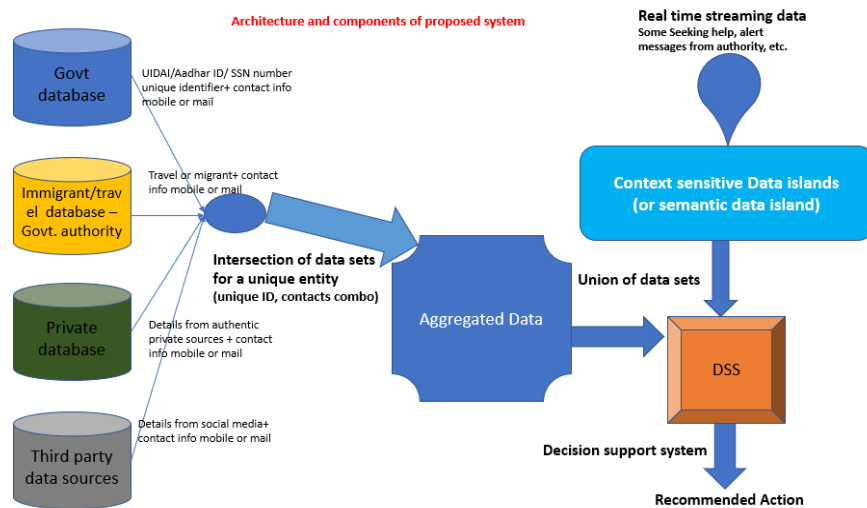 Architecture and components of proposed system
Real time streaming data
Some Seeking help, alert
messages from authority, etc.
Govt
database
UIDAI/Aadhar ID/ SSN number
unique identifier+ contact info
mobile or mail
Immigrant/trav
el database –
Govt. authority
Travel or migrant+ contact
info mobile or mail
Context sensitive Data islands
(or semantic data island)
Intersection of data sets
for a unique entity
(unique ID, contacts combo)
Union of data sets
Aggregated Data
Private
database
Details from authentic
private sources + contact
info mobile or mail
DSS
Third party
data sources
Details from social media+
contact info mobile or mail
Decision support system
Recommended Action